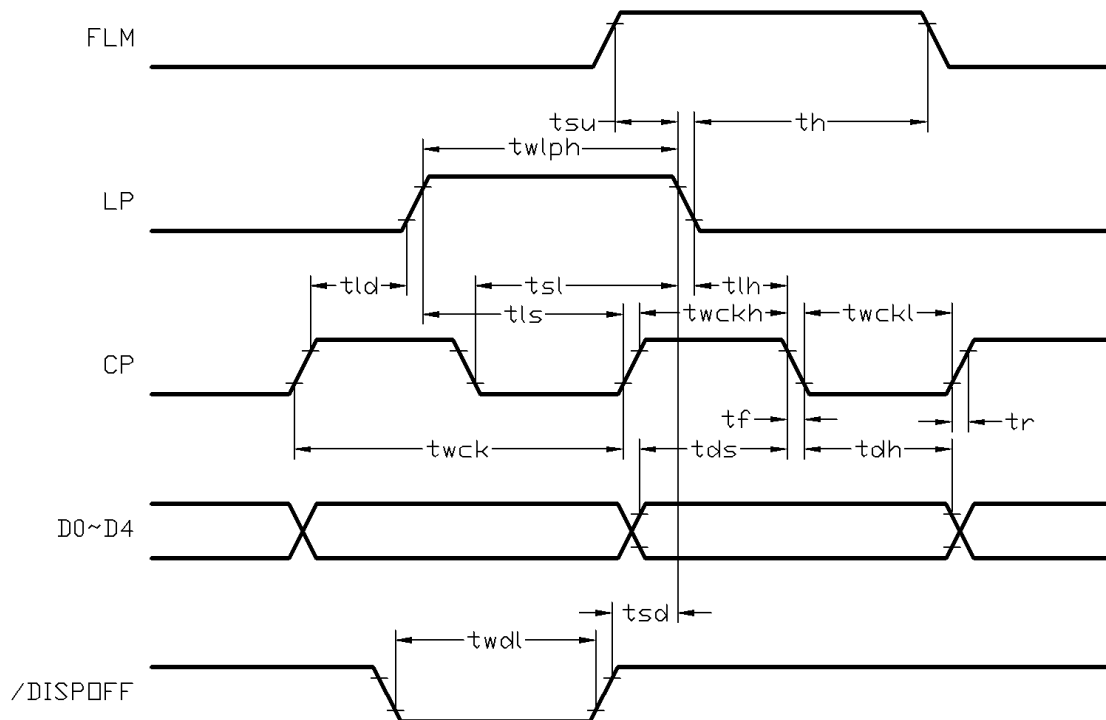 FLM
tsu
th
twlph
LP
tld
tsl
tlh
tls
twckh
twckl
CP
tf
tr
twck
tds
tdh
D0~D4
tsd
twdl
/DISPOFF